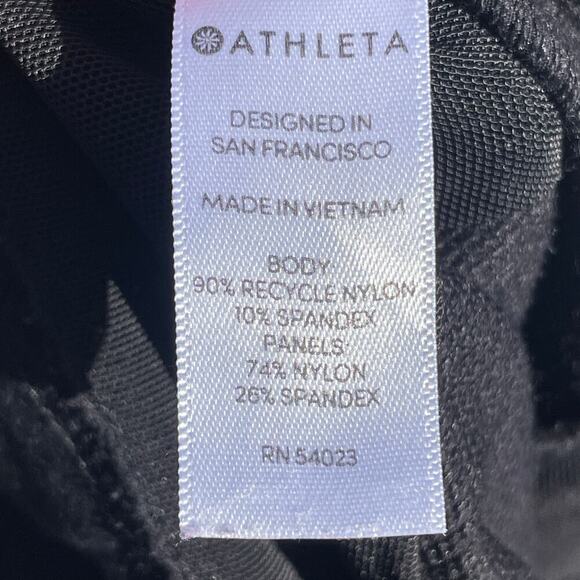 ATHLETA
DESIGNED IN
SAN FRANCISCO
MADE IN VIETNAM
BODY:
90% RECYCLE NYLON
10% SPANDEX
PANELS:
74% NYLON
26% SPANDEX
RN 54023